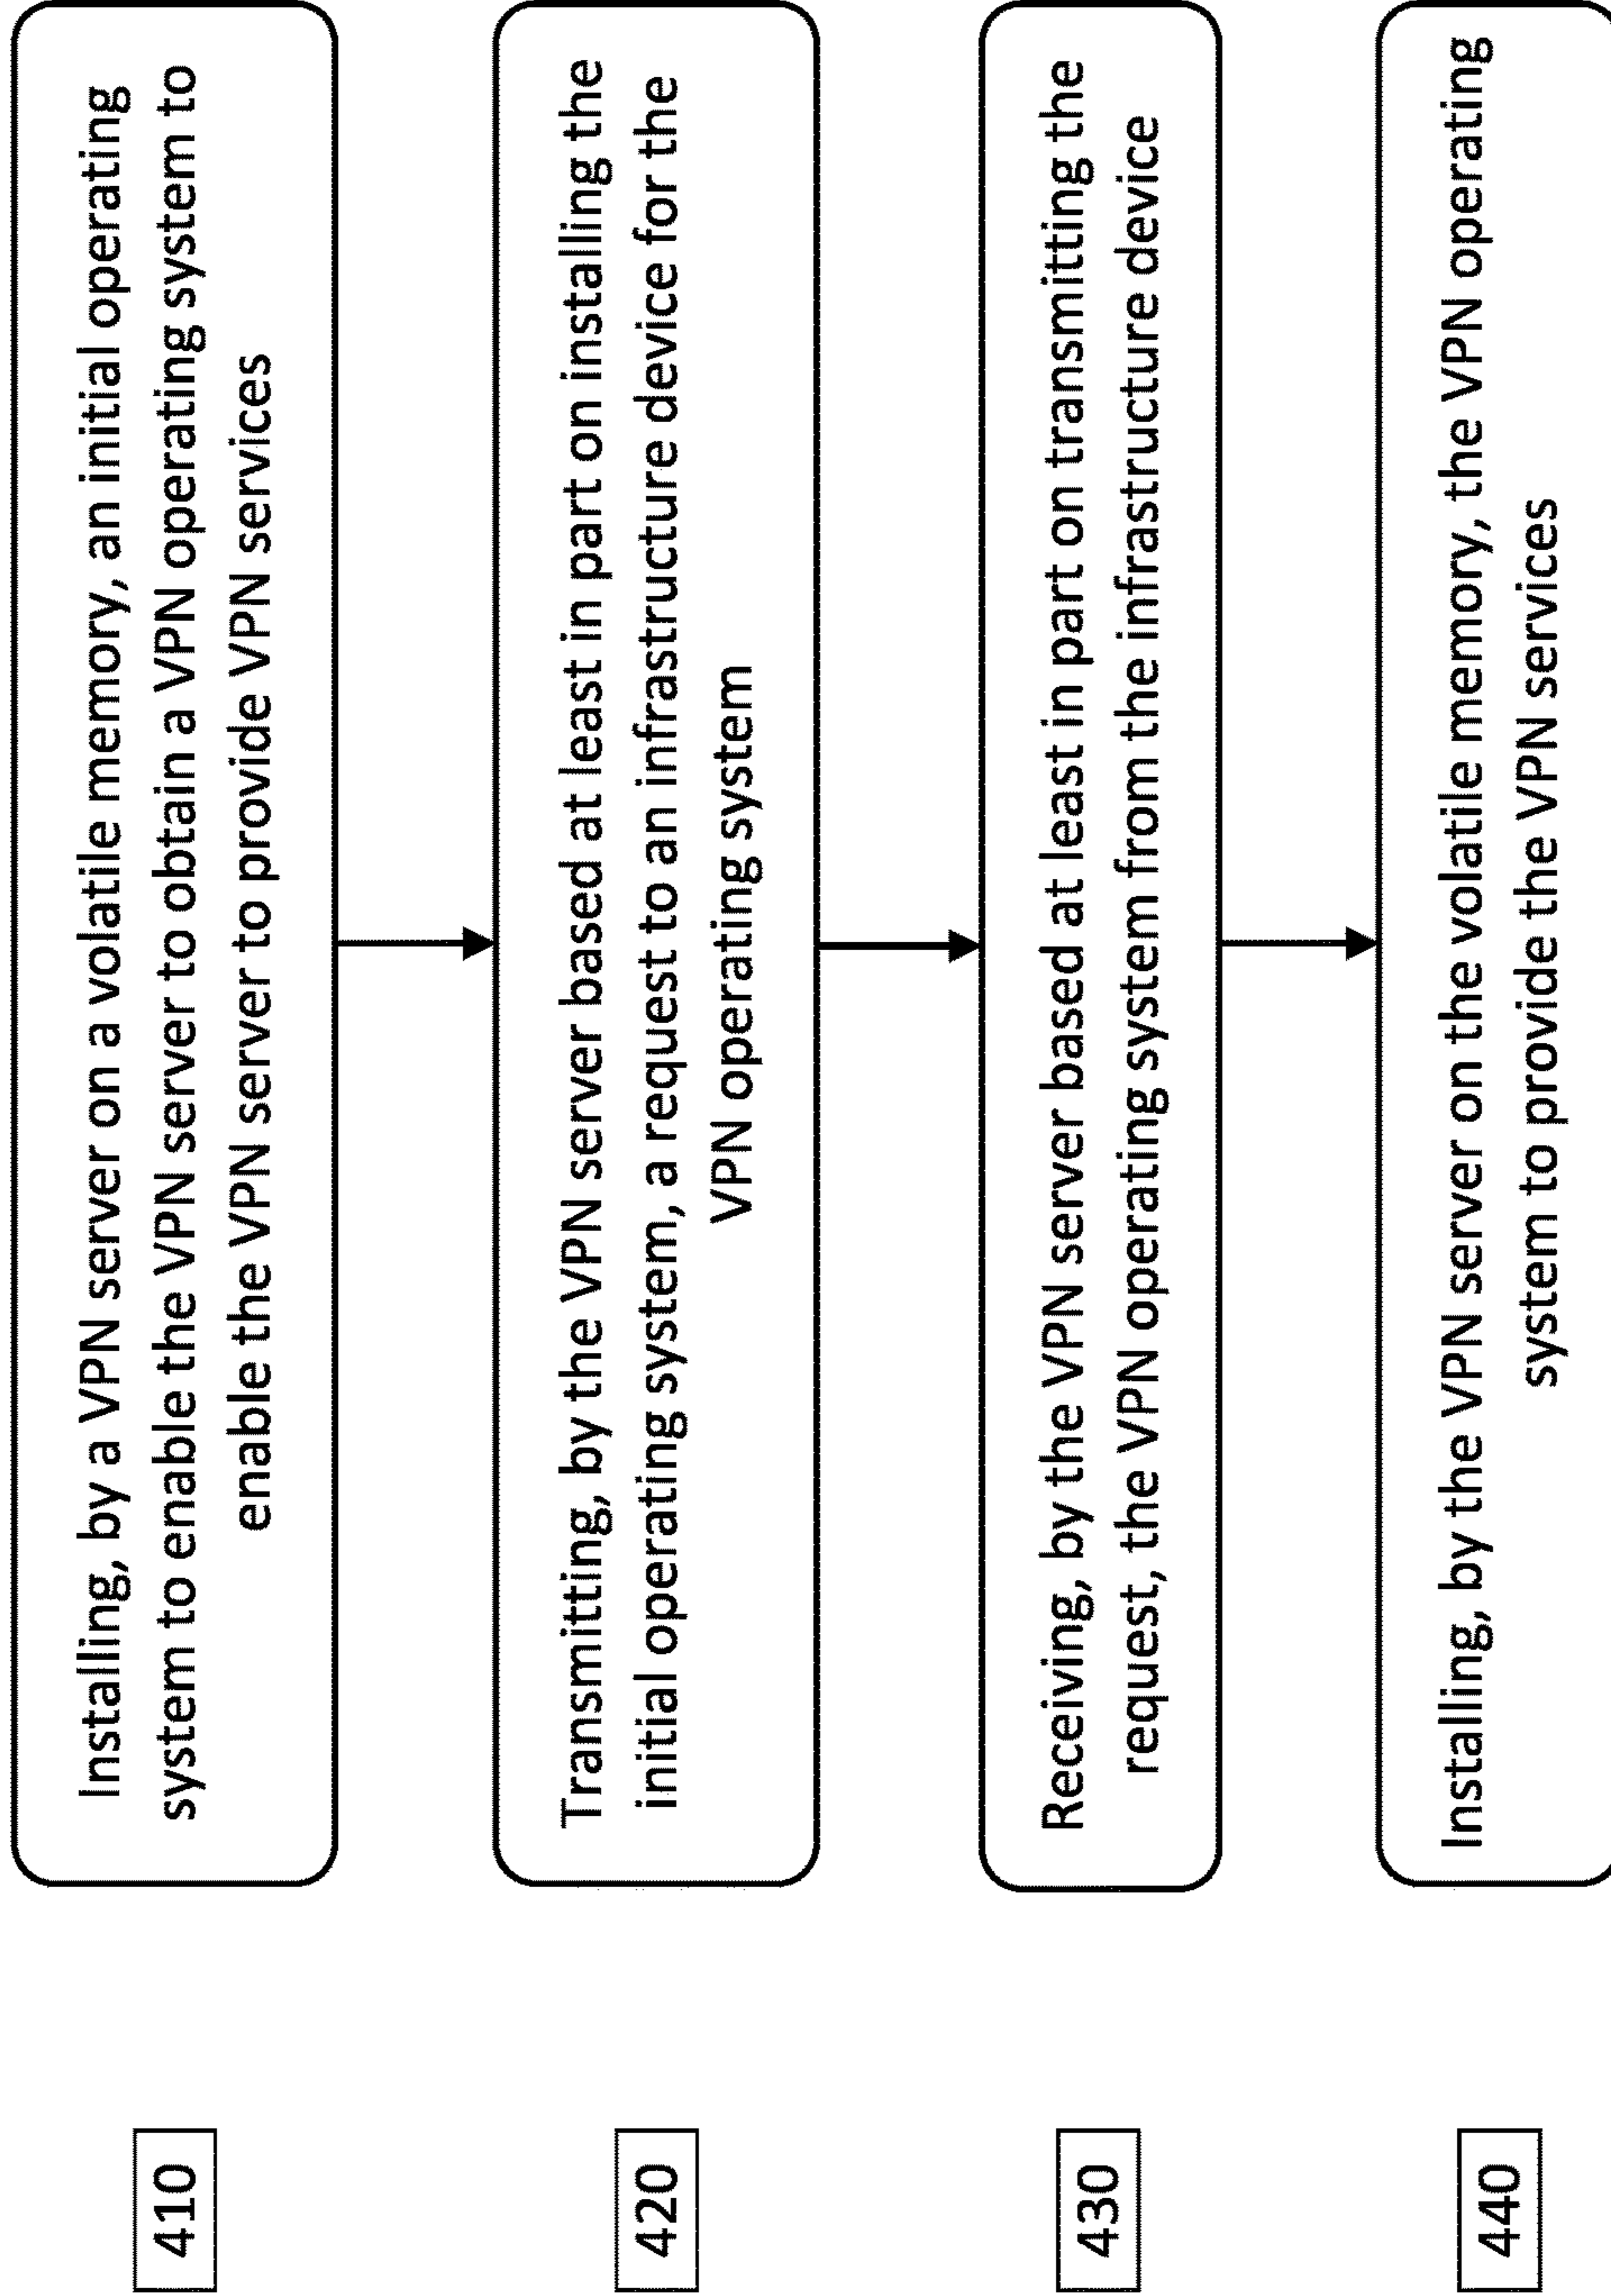 410
Installing, by a VPN server on a volatile memory, an initial operating
system to enable the VPN server to obtain a VPN operating system to
enable the VPN server to provide VPN services
420
Transmitting, by the VPN server based at least in part on installing the
initial operating system, a request to an infrastructure device for the
VPN operating system
430
Receiving, by the VPN server based at least in part on transmitting the
request, the VPN operating system from the infrastructure device
440
Installing, by the VPN server on the volatile memory, the VPN operating
system to provide the VPN services